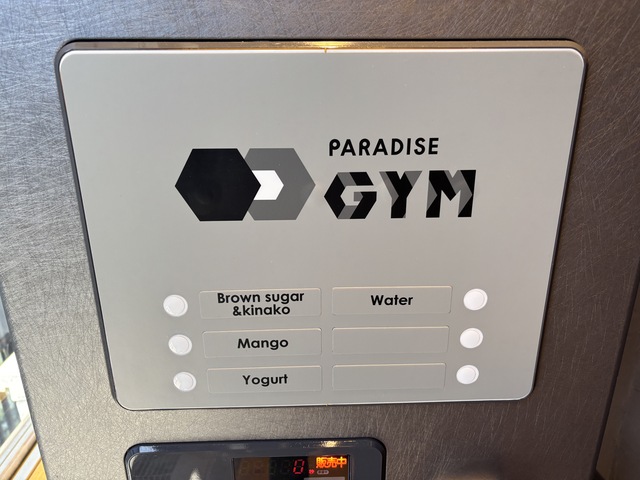 PARADISE
GYM
Brown sugar
&kinako
Water
Mango
Yogurt
0
販売中